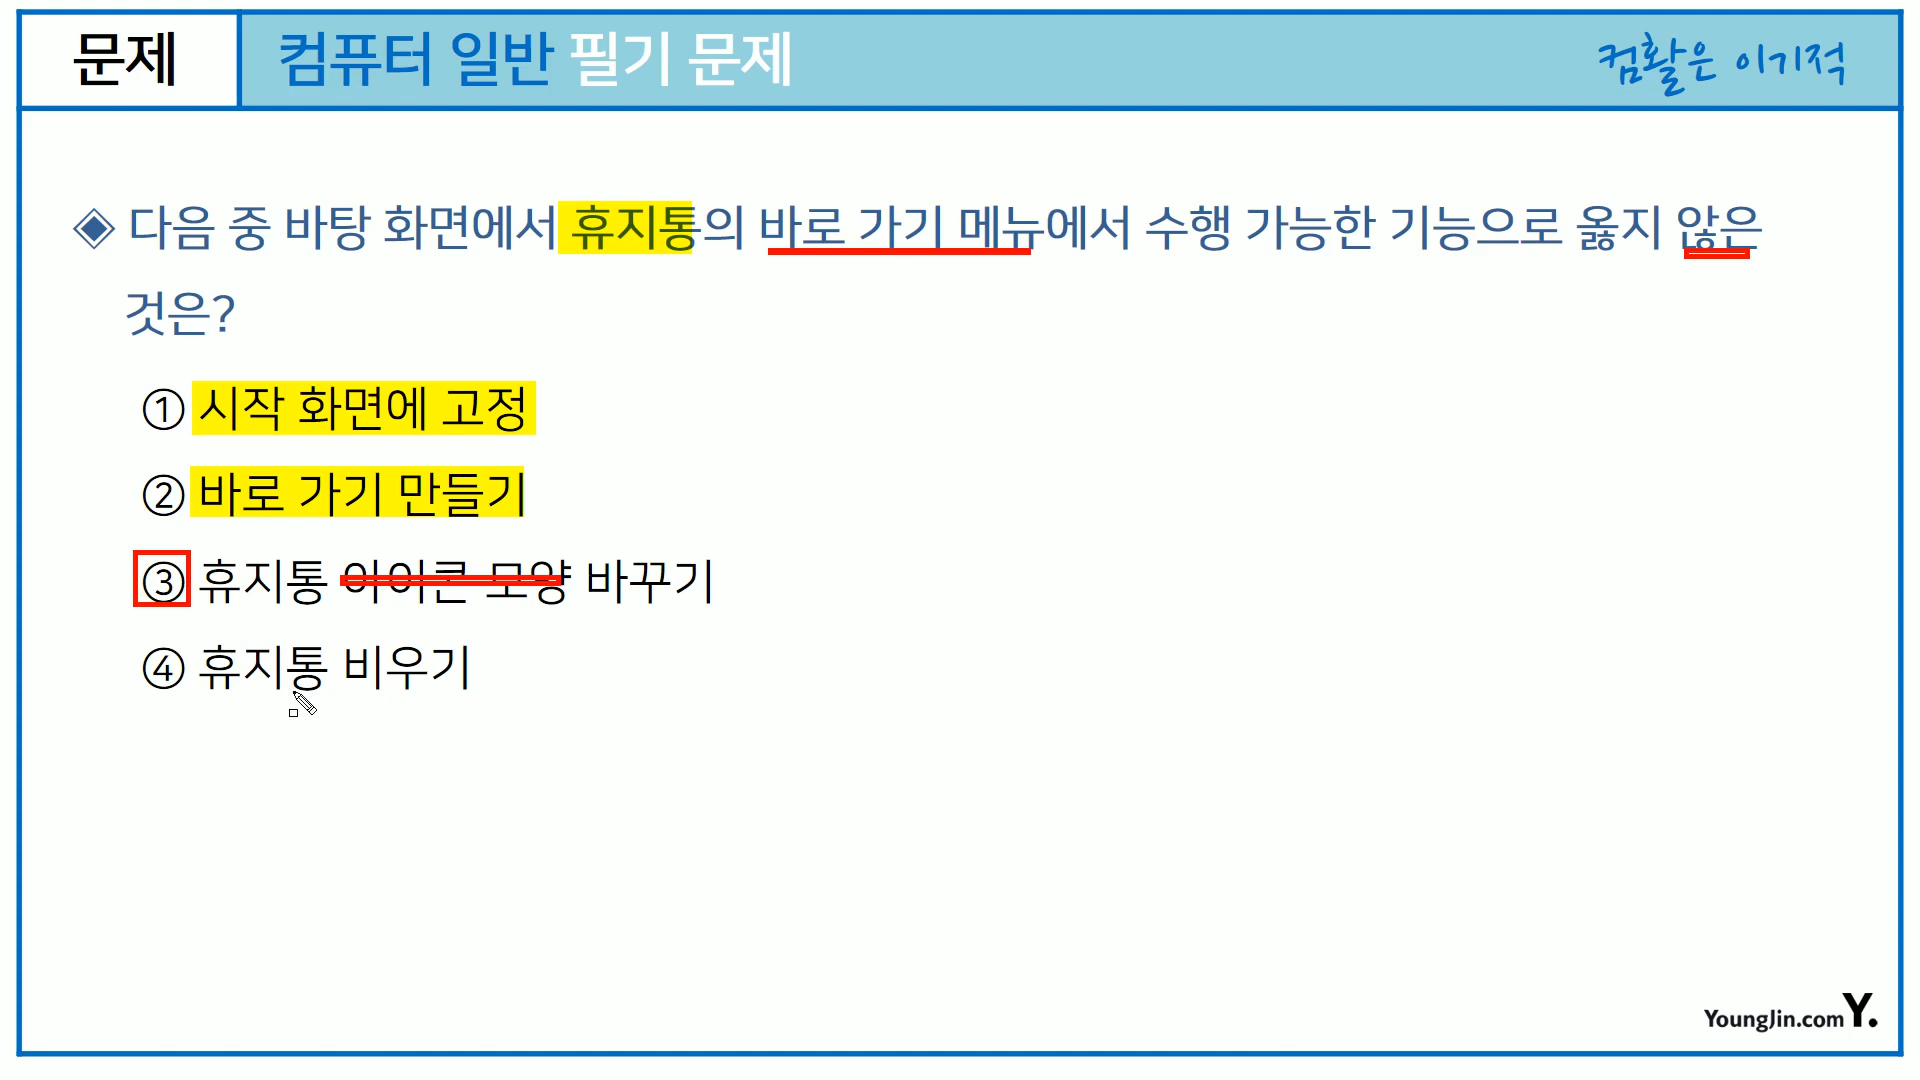 문제
컴퓨터 일반 필기 문제
컴활은 이기적
◈ 다음 중 바탕 화면에서 휴지통의 바로 가기 메뉴에서 수행 가능한 기능으로 옳지 않은
것은?
① 시작 화면에 고정
② 바로 가기 만들기
③ 휴지통 아이콘 모양 바꾸기
④ 휴지통 비우기
YoungJin.com Y.